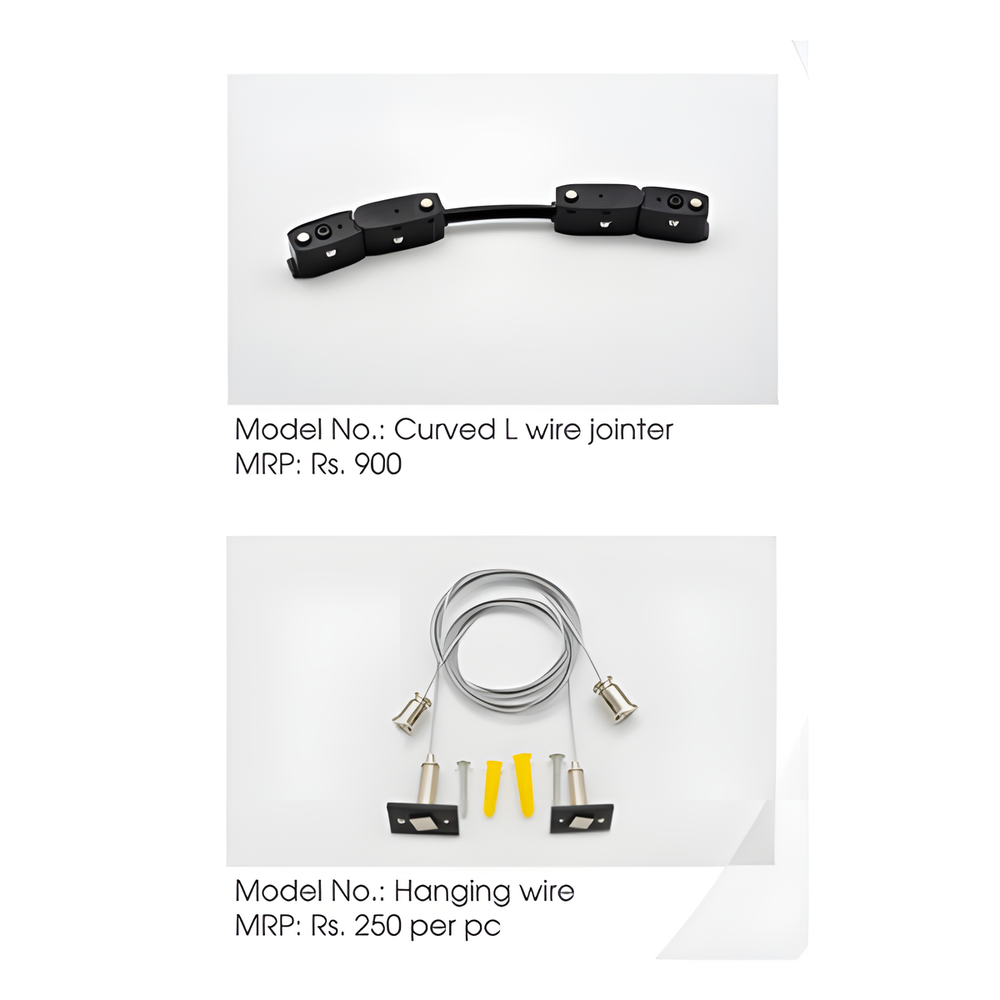 Model No.: Curved L wire jointer
MRP: Rs. 900
Model No.: Hanging wire
MRP: Rs. 250 per pc